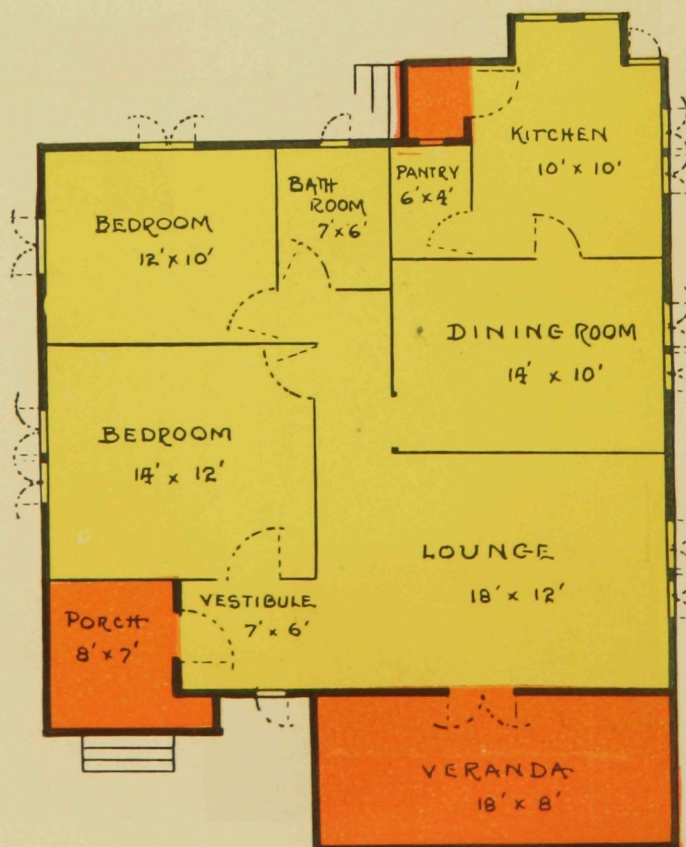 KITCHEN
10' x 10'
PANTRY
6' x 4'
BATH
ROOM
7' x 6'
BEDROOM
12' x 10'
DINING ROOM
14' x 10'
BEDROOM
14' x 12'
LOUNGE
18' x 12'
VESTIBULE
7' x 6'
PORCH
8' x 7'
VERANDA
18' x 8'